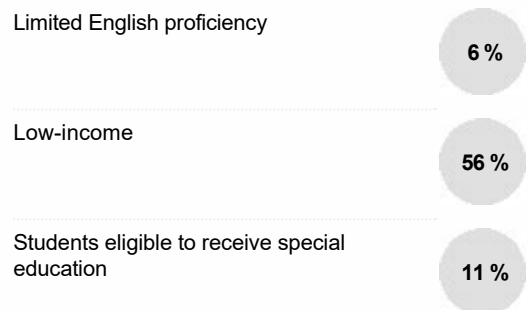 Limited English proficiency
6 %
Low-income
56 %
Students eligible to receive special
education
11 %